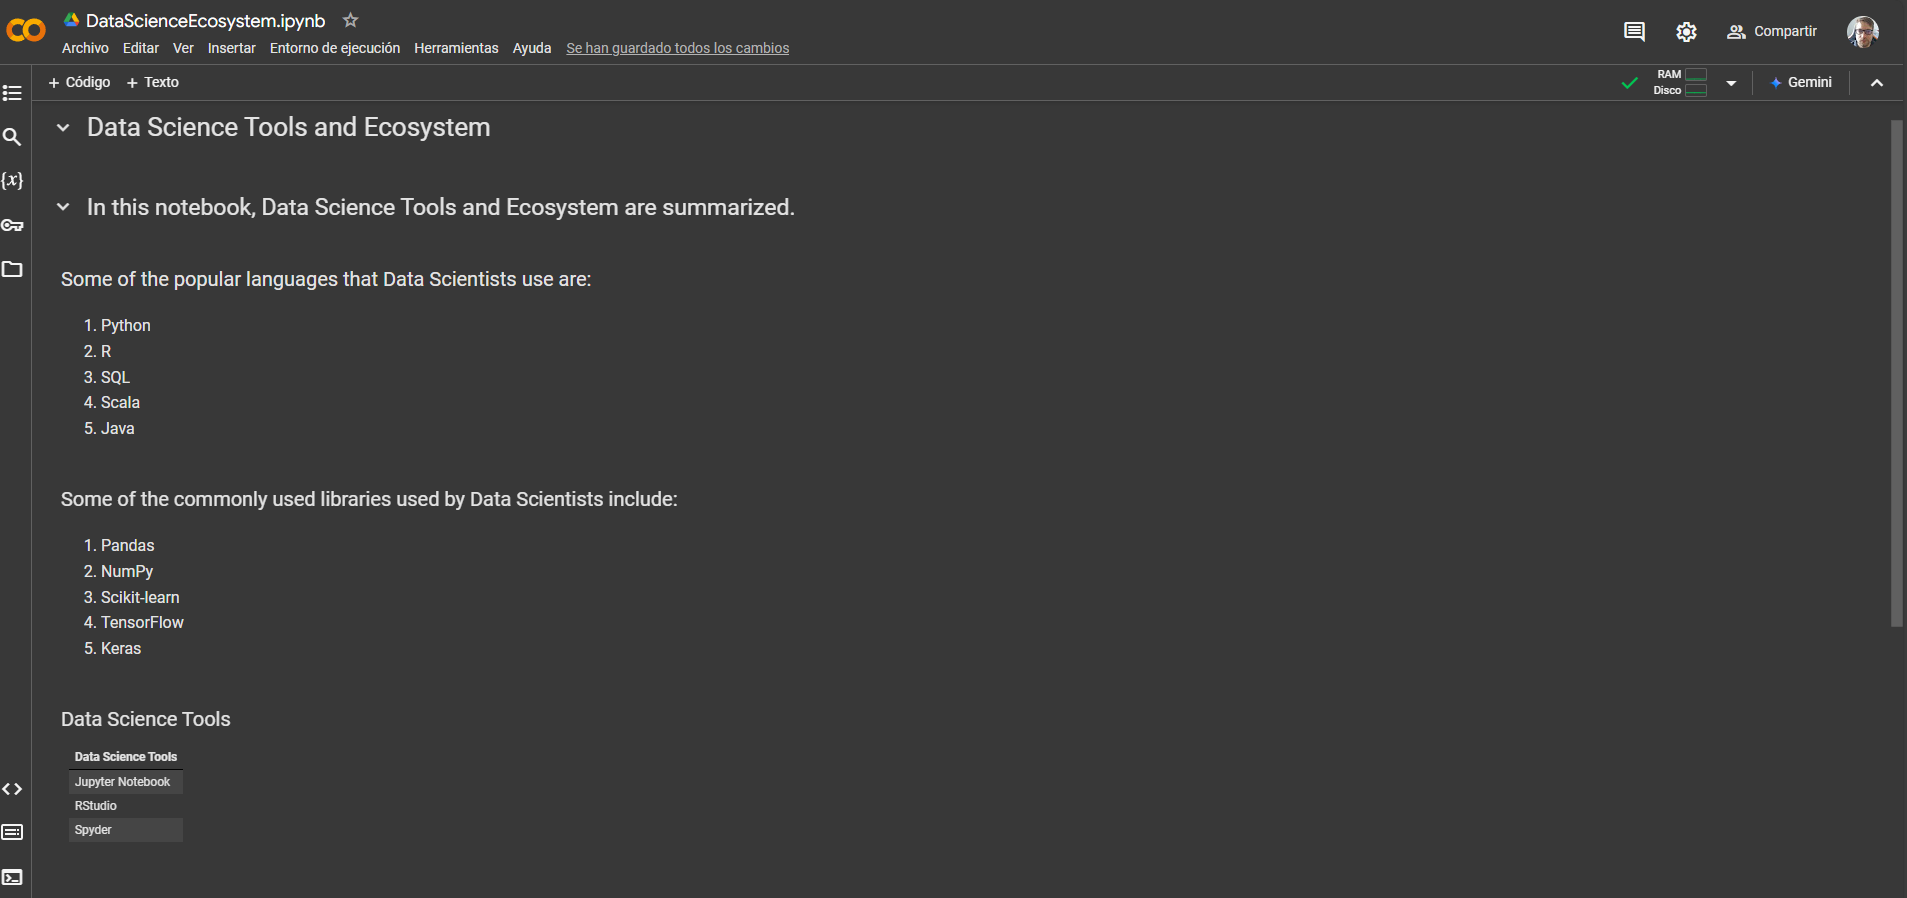 DataScienceEcosystem.ipynb
Archivo Editar Ver Insertar Entorno de ejecución Herramientas Ayuda Se han guardado todos los cambios
Compartir
+ Código + Texto
RAM
Disco
Gemini
Data Science Tools and Ecosystem
{x}
In this notebook, Data Science Tools and Ecosystem are summarized.
Some of the popular languages that Data Scientists use are:
1. Python
2. R
3. SQL
4. Scala
5. Java
Some of the commonly used libraries used by Data Scientists include:
1. Pandas
2. NumPy
3. Scikit-learn
4. TensorFlow
5. Keras
Data Science Tools
Data Science Tools
Jupyter Notebook
RStudio
Spyder